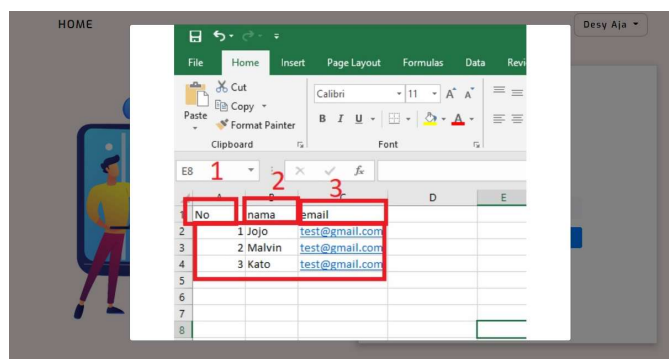 HOME
Desy Aja
File Home Insert Page Layout Formulas Data Revi
Cut
Copy
Paste
Format Painter
Clipboard
Calibri 11 A A
B I U A
Font
E8 1 fx
2 3
D E
1 No nama email
2 1 Jojo test@gmail.com
3 2 Malvin test@gmail.com
4 3 Kato test@gmail.com
5
6
7
8